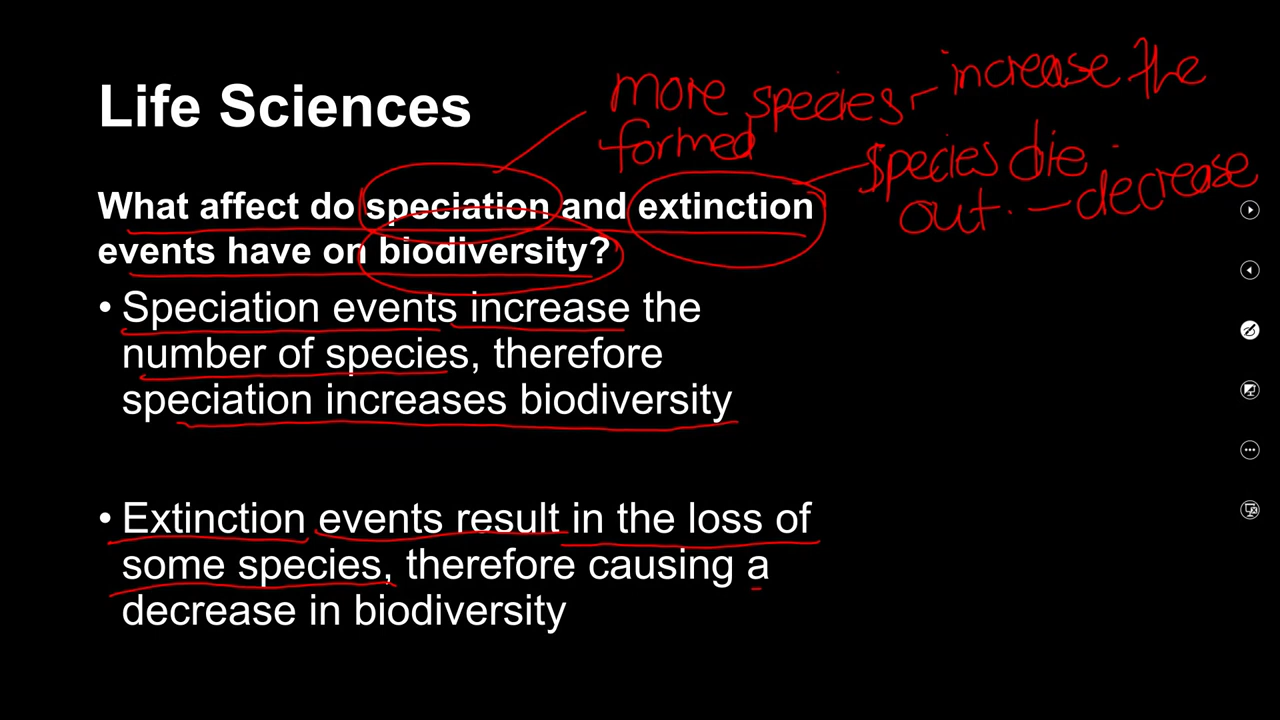 Life Sciences
more species - increase the
formed
species die
out. - decrease
What affect do speciation and extinction
events have on biodiversity?
• Speciation events increase the
number of species, therefore
speciation increases biodiversity
• Extinction events result in the loss of
some species, therefore causing a
decrease in biodiversity